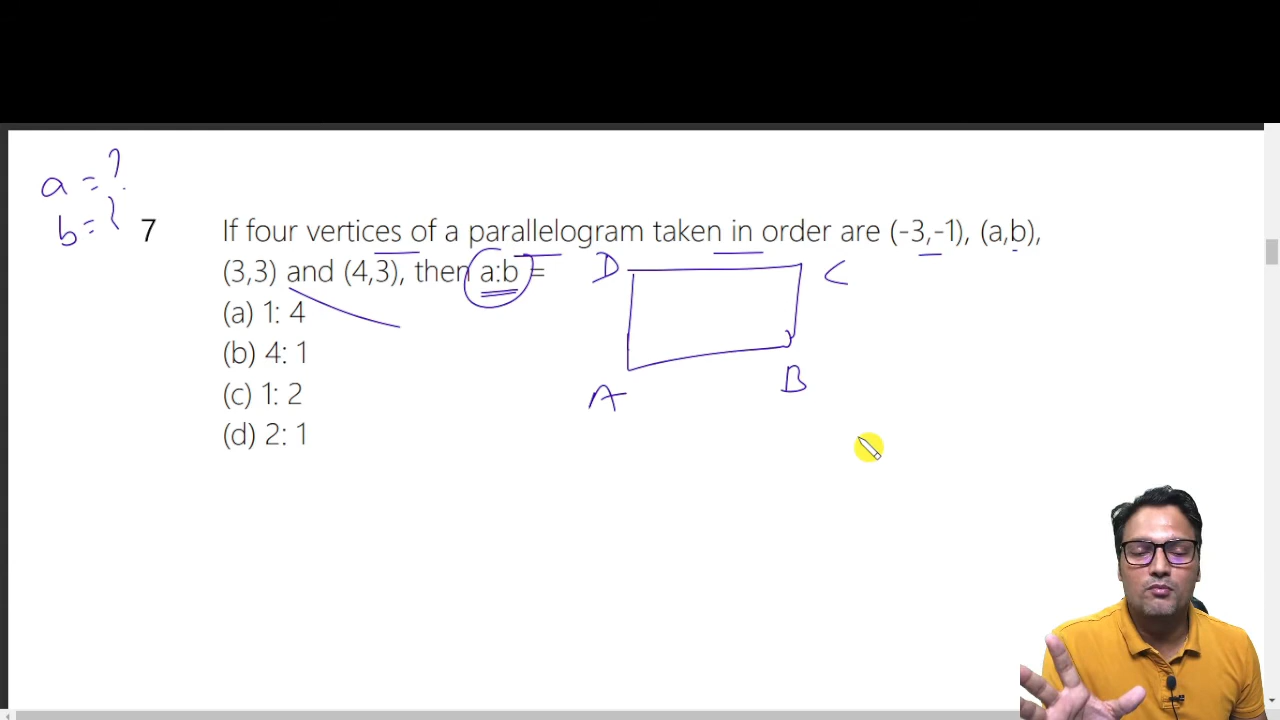 a = ?
b = ?
7 If four vertices of a parallelogram taken in order are (-3,-1), (a,b),
(3,3) and (4,3), then a:b =
(a) 1: 4
(b) 4: 1
(c) 1: 2
(d) 2: 1
D C
A B